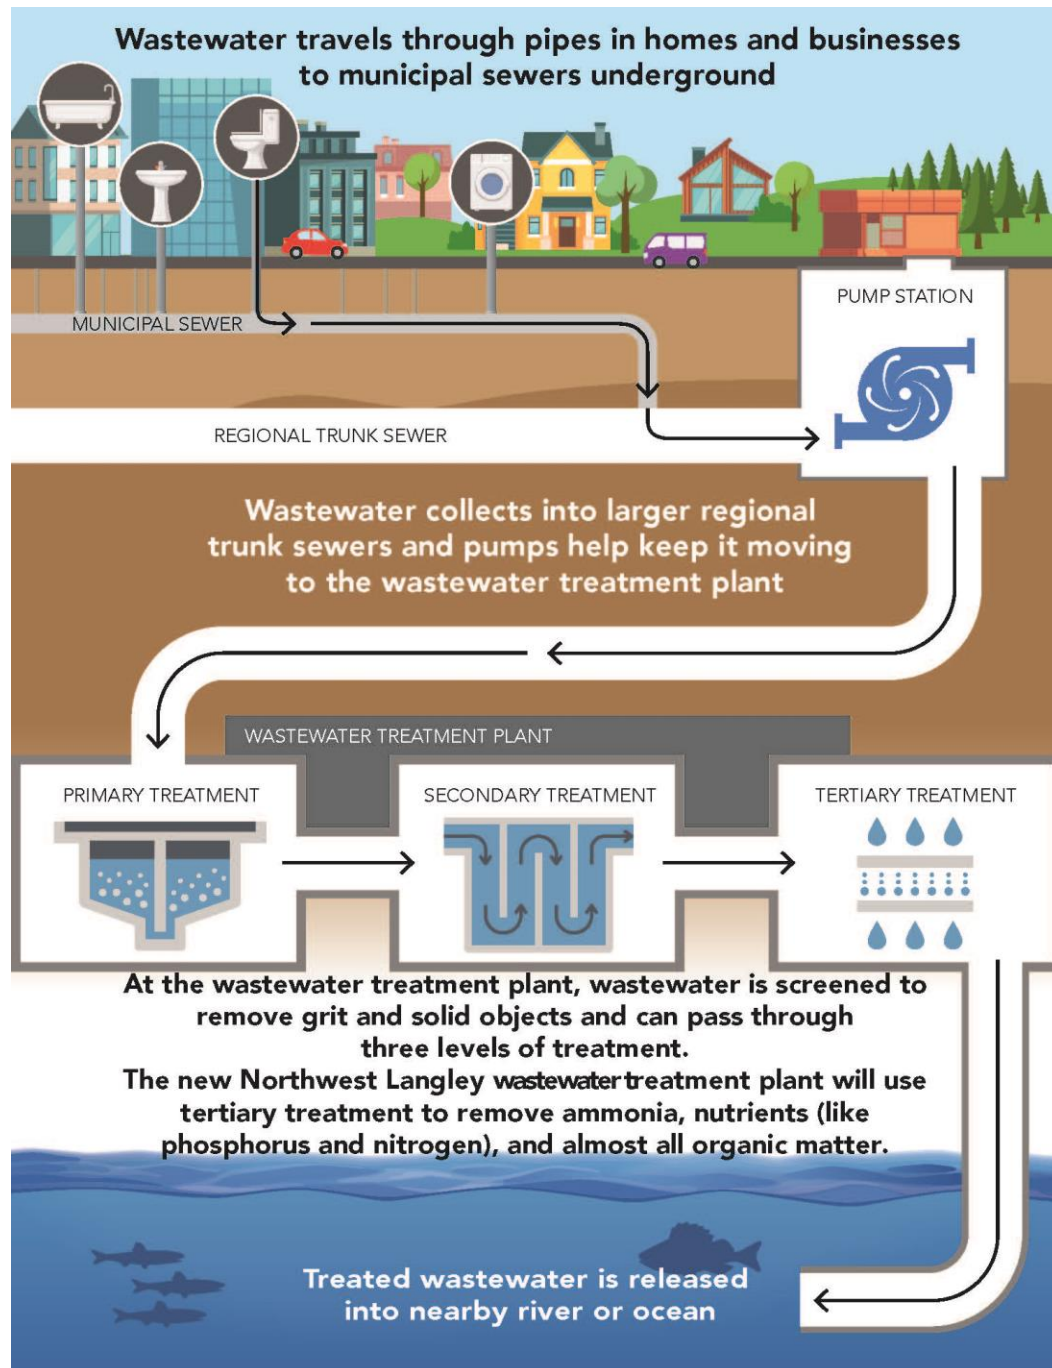 Wastewater travels through pipes in homes and businesses
to municipal sewers underground
PUMP STATION
MUNICIPAL SEWER
REGIONAL TRUNK SEWER
Wastewater collects into larger regional
trunk sewers and pumps help keep it moving
to the wastewater treatment plant
WASTEWATER TREATMENT PLANT
PRIMARY TREATMENT
SECONDARY TREATMENT
TERTIARY TREATMENT
At the wastewater treatment plant, wastewater is screened to
remove grit and solid objects and can pass through
three levels of treatment.
The new Northwest Langley wastewater treatment plant will use
tertiary treatment to remove ammonia, nutrients (like
phosphorus and nitrogen), and almost all organic matter.
Treated wastewater is released
into nearby river or ocean